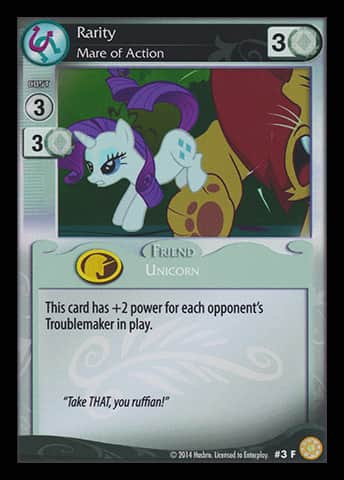 Rarity
Mare of Action
3
COST
3
3
FRIEND
UNICORN
This card has +2 power for each opponent's
Troublemaker in play.
"Take THAT, you ruffian!"
© 2014 Hasbro. Licensed to Enterplay. #3 F